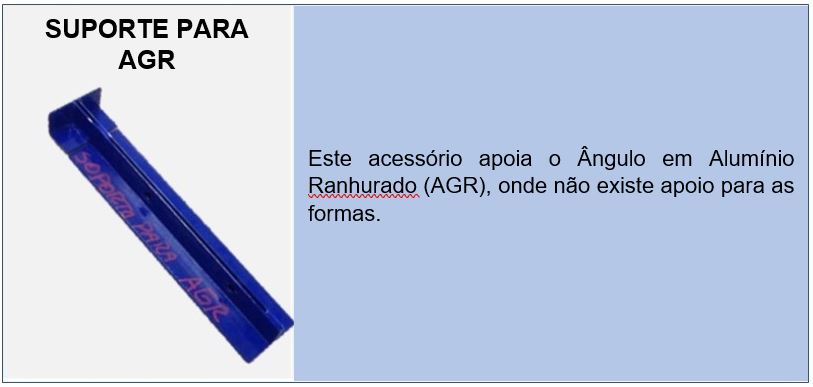 SUPORTE PARA
AGR
SOPORTE PARA AGR
Este acessório apoia o Ângulo em Alumínio
Ranhurado (AGR), onde não existe apoio para as
formas.